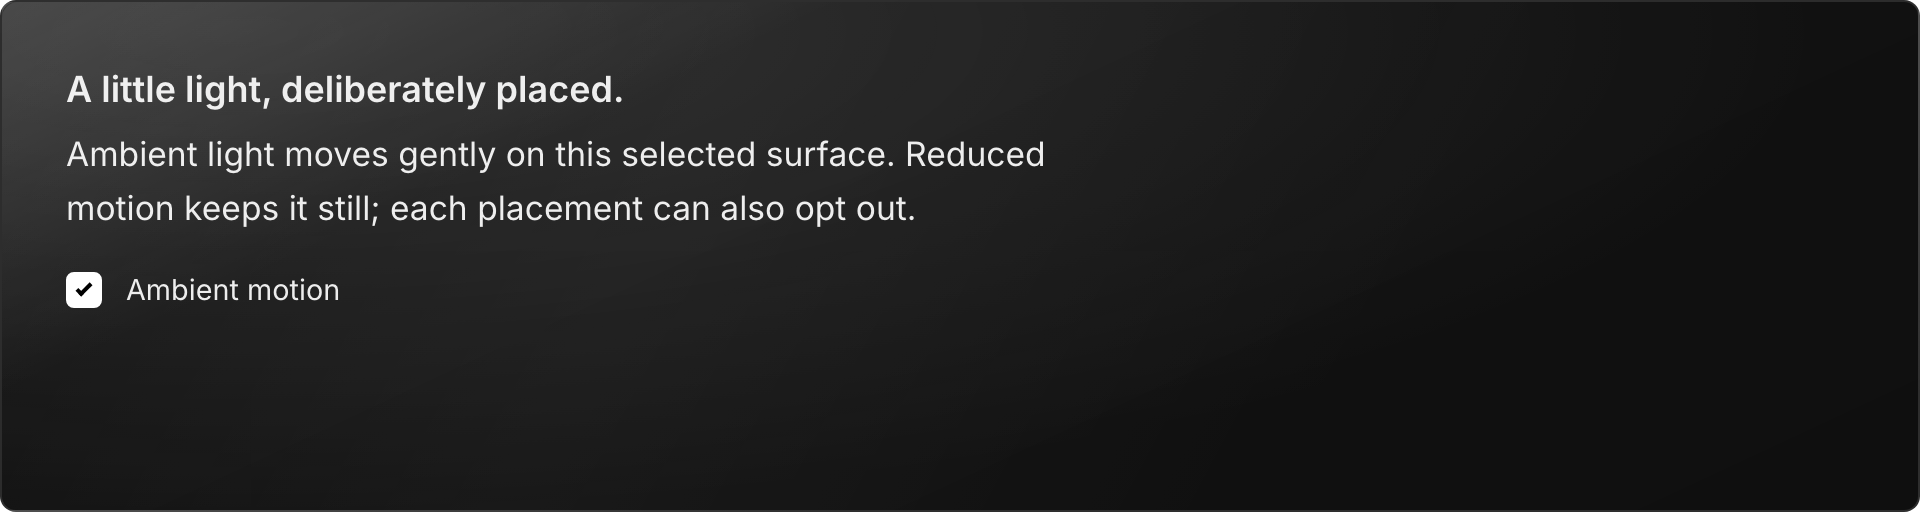 A little light, deliberately placed.
Ambient light moves gently on this selected surface. Reduced
motion keeps it still; each placement can also opt out.
Ambient motion